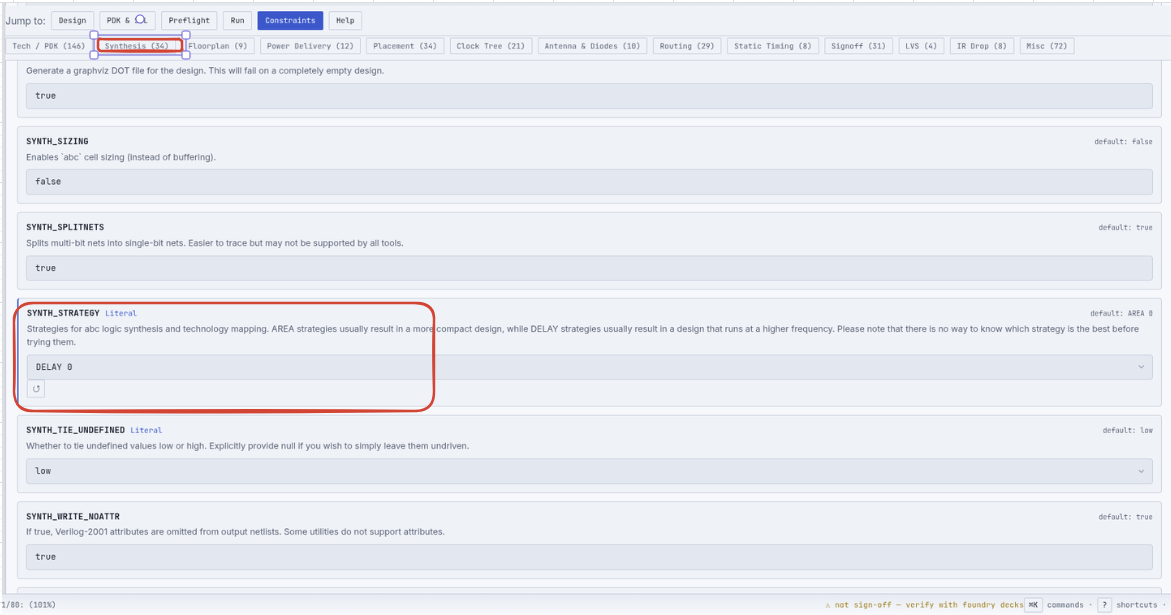 Jump to: Design PDK & Preflight Run Constraints Help
Tech / PDK (146) Synthesis (34) Floorplan (9) Power Delivery (12) Placement (34) Clock Tree (21) Antenna & Diodes (10) Routing (29) Static Timing (8) Signoff (31) LVS (4) IR Drop (8) Misc (72)
Generate a graphviz DOT file for the design. This will fail on a completely empty design.
true
SYNTH_SIZING default: false
Enables `abc` cell sizing (instead of buffering).
false
SYNTH_SPLITNETS default: true
Splits multi-bit nets into single-bit nets. Easier to trace but may not be supported by all tools.
true
SYNTH_STRATEGY Literal default: AREA 0
Strategies for abc logic synthesis and technology mapping. AREA strategies usually result in a more compact design, while DELAY strategies usually result in a design that runs at a higher frequency. Please note that there is no way to know which strategy is the best before
trying them.
DELAY 0
SYNTH_TIE_UNDEFINED Literal default: low
Whether to tie undefined values low or high. Explicitly provide null if you wish to simply leave them undriven.
low
SYNTH_WRITE_NOATTR default: true
If true, Verilog-2001 attributes are omitted from output netlists. Some utilities do not support attributes.
true
1/80: (101%) ⚠ not sign-off — verify with foundry decks ⌘K commands · ? shortcuts ·